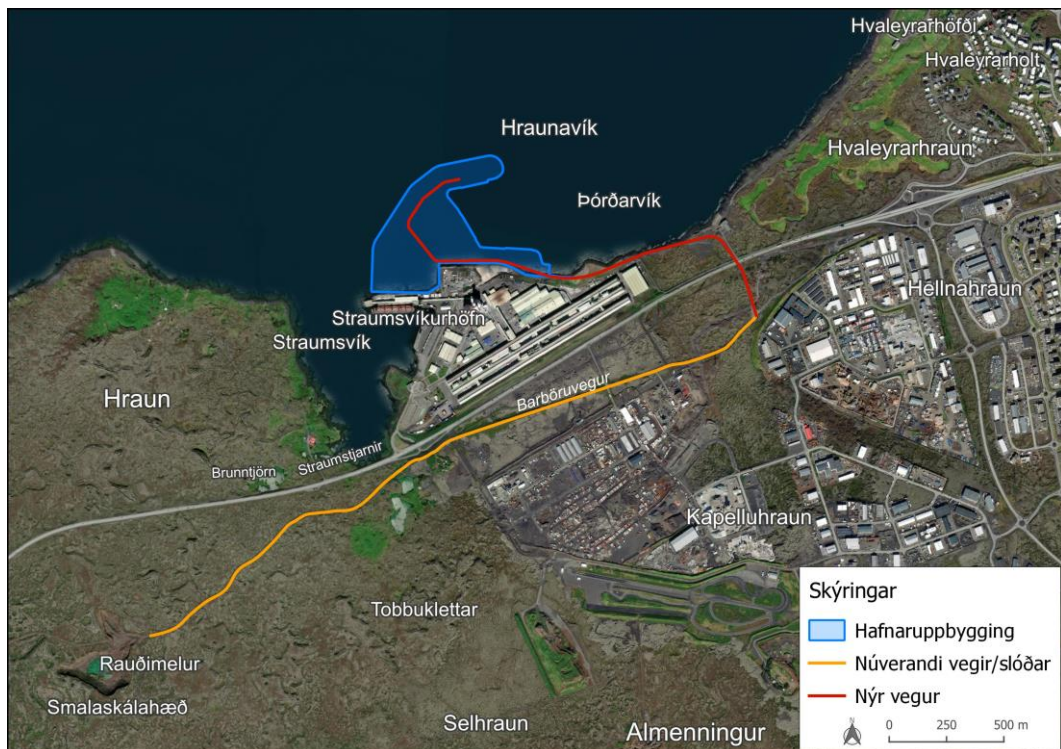 Hvaleyrarhöfði
Hvaleyrarholt
Hraunavík
Hvaleyrarhraun
Þórðarvík
Hellnahraun
Straumsvíkurhöfn
Straumsvík
Hraun
Barböruvegur
Straumstjarnir
Brunntjörn
Kapelluhraun
Tobbuklettar
Rauðimelur
Smalaskálahæð
Selhraun
Almenningur
Skýringar
Hafnaruppbygging
Núverandi vegir/slóðar
Nýr vegur
N
0 250 500 m